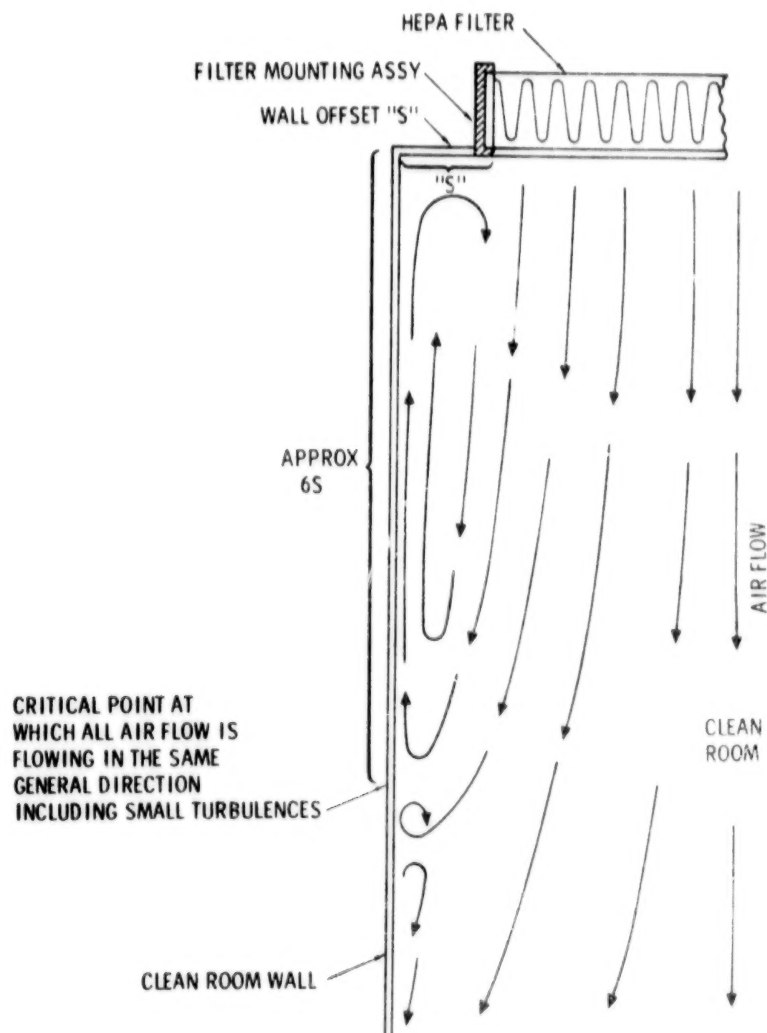 HEPA FILTER
FILTER MOUNTING ASSY
WALL OFFSET "S"
"S"
APPROX
6S
AIR FLOW
CRITICAL POINT AT
WHICH ALL AIR FLOW IS
FLOWING IN THE SAME
GENERAL DIRECTION
INCLUDING SMALL TURBULENCES
CLEAN
ROOM
CLEAN ROOM WALL